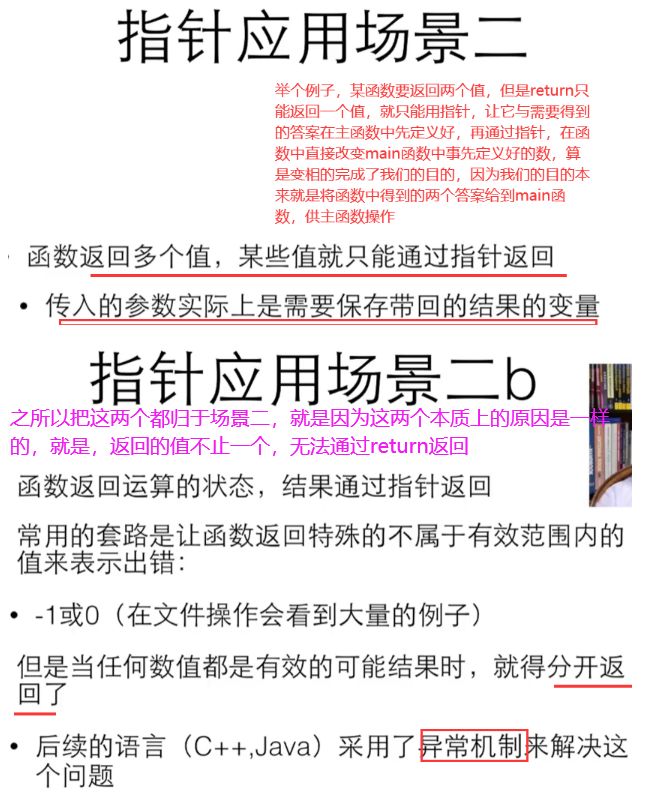 指针应用场景二
举个例子，某函数要返回两个值，但是return只
能返回一个值，就只能用指针，让它与需要得到
的答案在主函数中先定义好，再通过指针，在函
数中直接改变main函数中事先定义好的数，算
是变相的完成了我们的目的，因为我们的目的本
来就是将函数中得到的两个答案给到main函
数，供主函数操作
函数返回多个值，某些值就只能通过指针返回
• 传入的参数实际上是需要保存带回的结果的变量
指针应用场景二b
之所以把这两个都归于场景二，就是因为这两个本质上的原因是一样
的，就是，返回的值不止一个，无法通过return返回
函数返回运算的状态，结果通过指针返回
常用的套路是让函数返回特殊的不属于有效范围内的
值来表示出错：
• -1或0（在文件操作会看到大量的例子）
但是当任何数值都是有效的可能结果时，就得分开返
回了
• 后续的语言（C++,Java）采用了异常机制来解决这
个问题